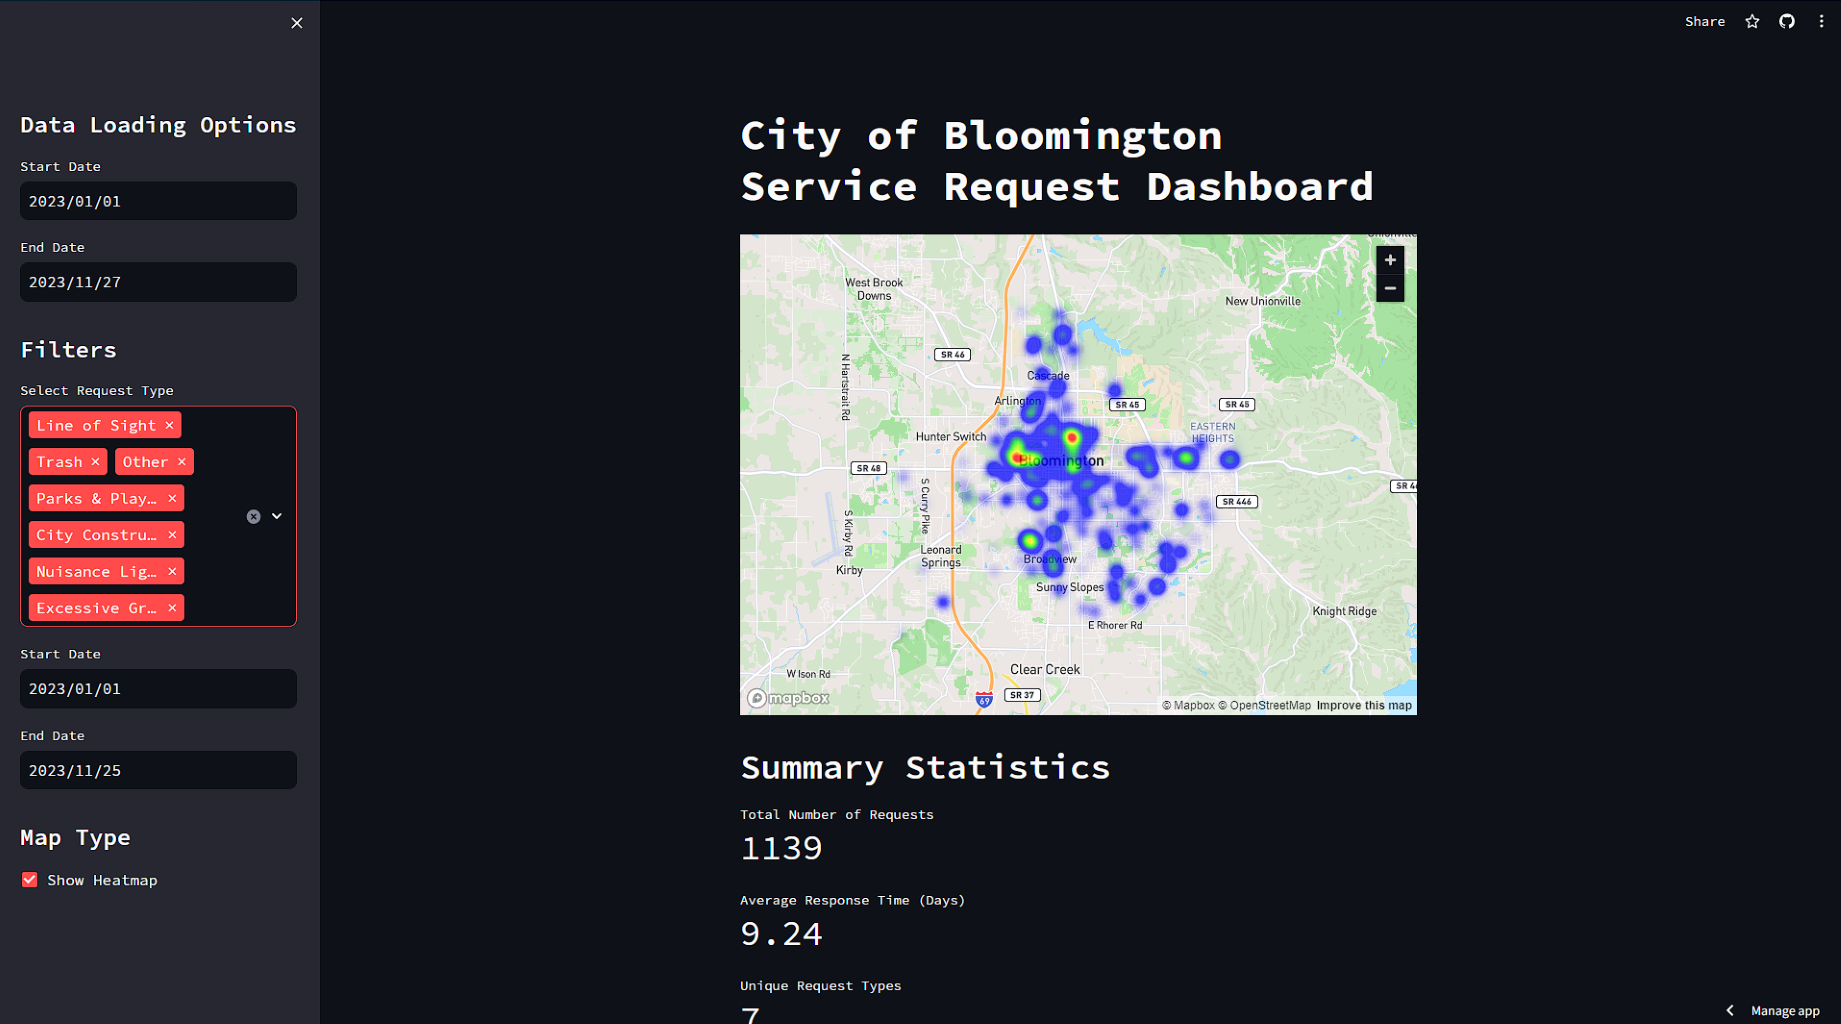 Share
Data Loading Options
Start Date
2023/01/01
End Date
2023/11/27
Filters
Select Request Type
Line of Sight
Trash
Other
Parks & Play…
City Constru…
Nuisance Lig…
Excessive Gr…
Start Date
2023/01/01
End Date
2023/11/25
Map Type
Show Heatmap
City of Bloomington
Service Request Dashboard
West Brook
Downs
New Unionville
SR 46
N Hartstrait Rd
Cascade
Arlington
SR 45
SR 45
EASTERN
HEIGHTS
Hunter Switch
Bloomington
SR 48
S Curry Pike
SR 446
S Kirby Rd
Leonard
Springs
Kirby
Broadview
Sunny Slopes
Knight Ridge
E Rhorer Rd
Clear Creek
W Ison Rd
69
SR 37
mapbox
© Mapbox © OpenStreetMap Improve this map
Summary Statistics
Total Number of Requests
1139
Average Response Time (Days)
9.24
Unique Request Types
7
Manage app